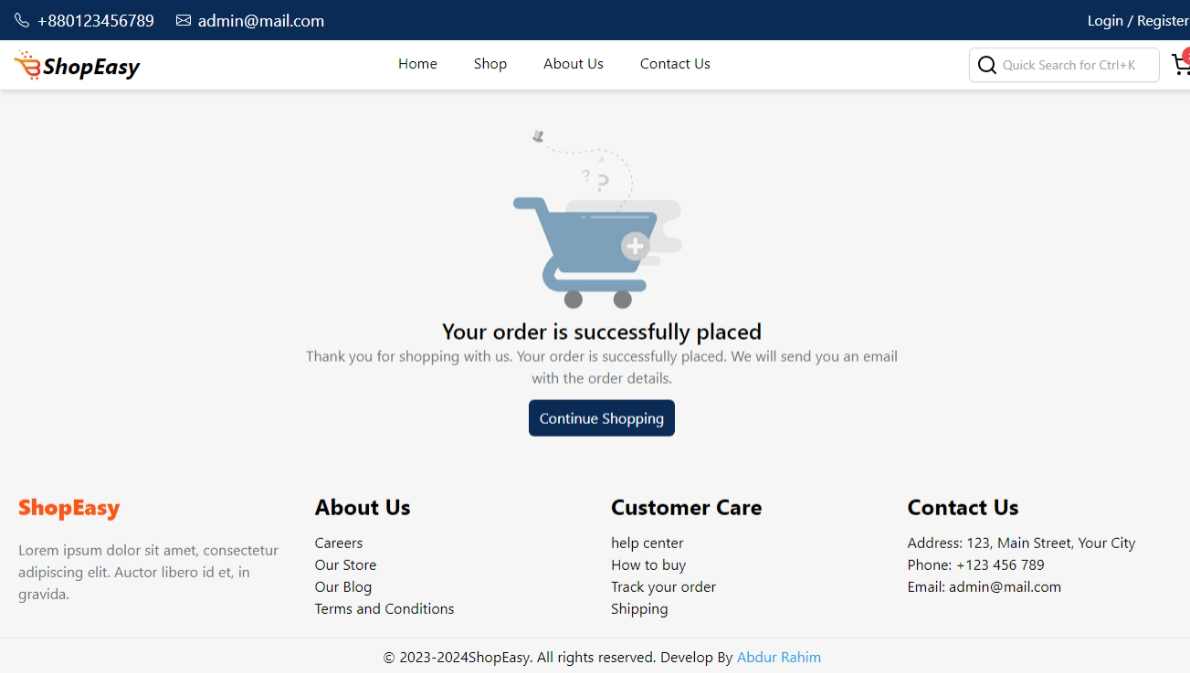 +880123456789 admin@mail.com Login / Register
ShopEasy Home Shop About Us Contact Us Quick Search for Ctrl+K
? ?
Your order is successfully placed
Thank you for shopping with us. Your order is successfully placed. We will send you an email
with the order details.
Continue Shopping
ShopEasy
Lorem ipsum dolor sit amet, consectetur
adipiscing elit. Auctor libero id et, in
gravida.
About Us
Careers
Our Store
Our Blog
Terms and Conditions
Customer Care
help center
How to buy
Track your order
Shipping
Contact Us
Address: 123, Main Street, Your City
Phone: +123 456 789
Email: admin@mail.com
© 2023-2024ShopEasy. All rights reserved. Develop By Abdur Rahim